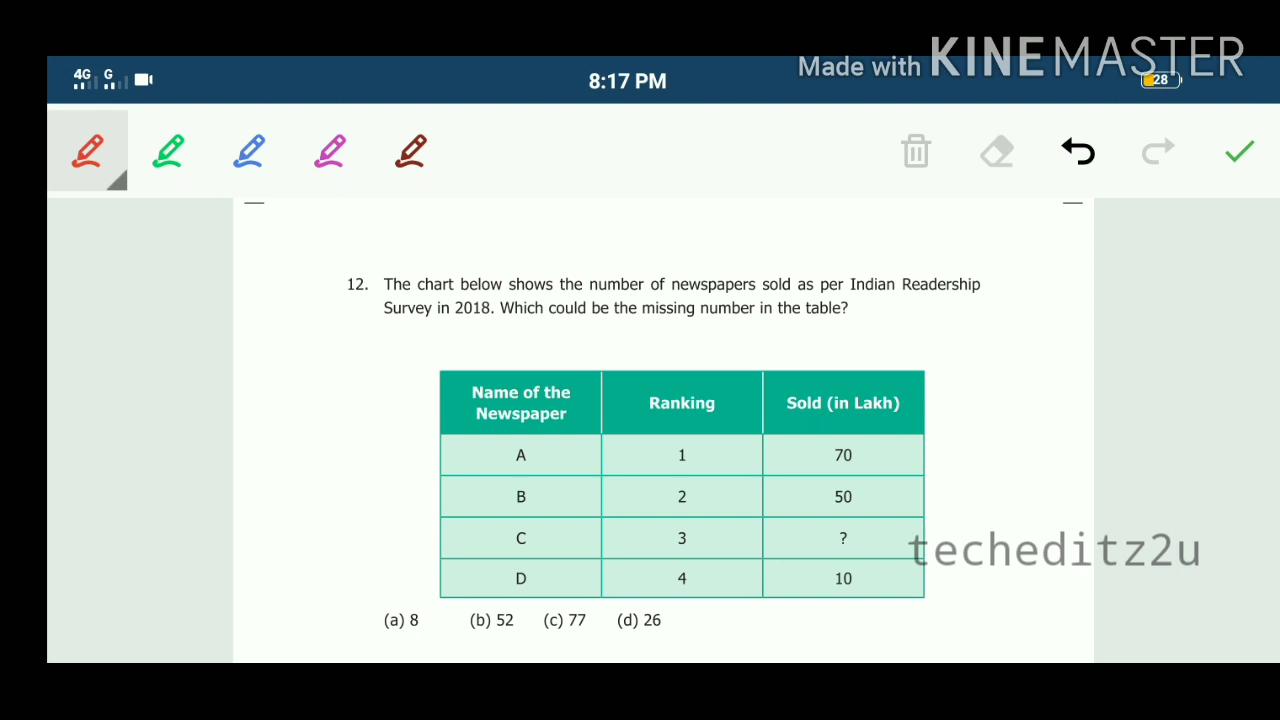 Made with KINEMASTER
4G G 8:17 PM 28
12. The chart below shows the number of newspapers sold as per Indian Readership
Survey in 2018. Which could be the missing number in the table?
Name of the Newspaper Ranking Sold (in Lakh)
A 1 70
B 2 50
C 3 ?
D 4 10
techeditz2u
(a) 8 (b) 52 (c) 77 (d) 26